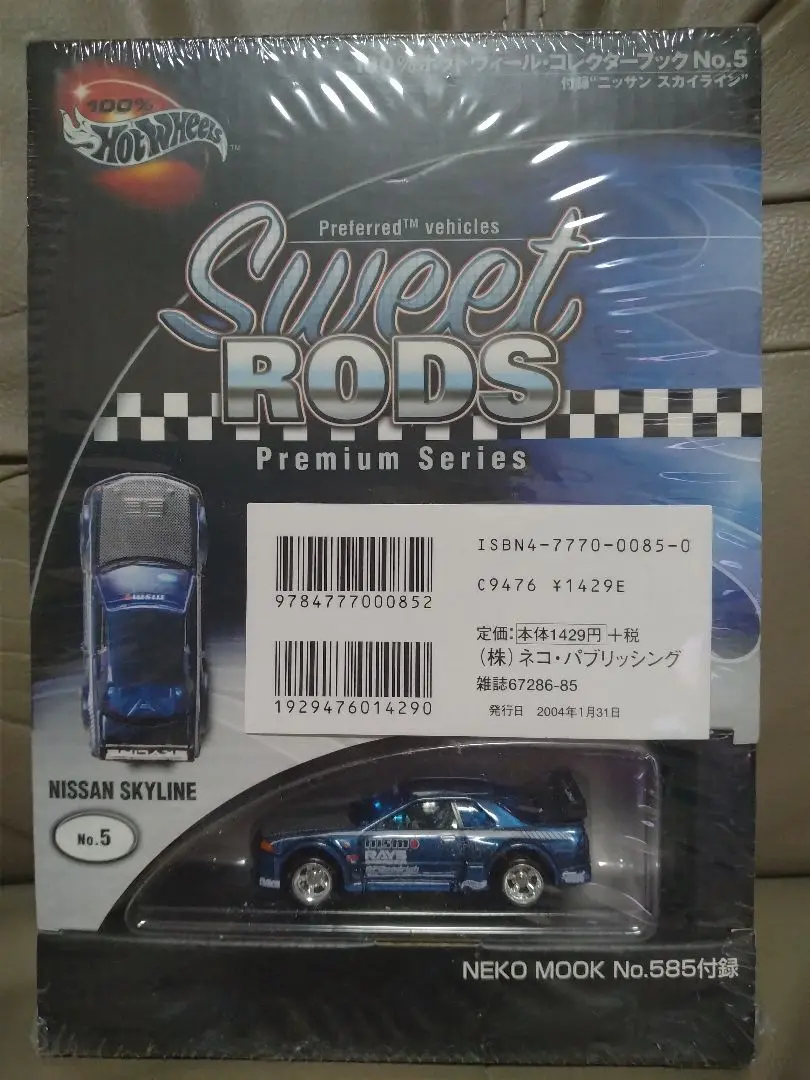 100%ホットウィール・コレクターブック No.5
付録"ニッサン スカイライン"
100%
HOT WHEELS™
Preferred™ vehicles
Sweet
RODS
Premium Series
ISBN4-7770-0085-0
9784777000852
C9476 ¥1429E
定価:本体1429円+税
(株)ネコ・パブリッシング
1929476014290
雑誌67286-85
発行日 2004年1月31日
NISSAN SKYLINE
No.5
RAYS
NEKO MOOK No.585付録